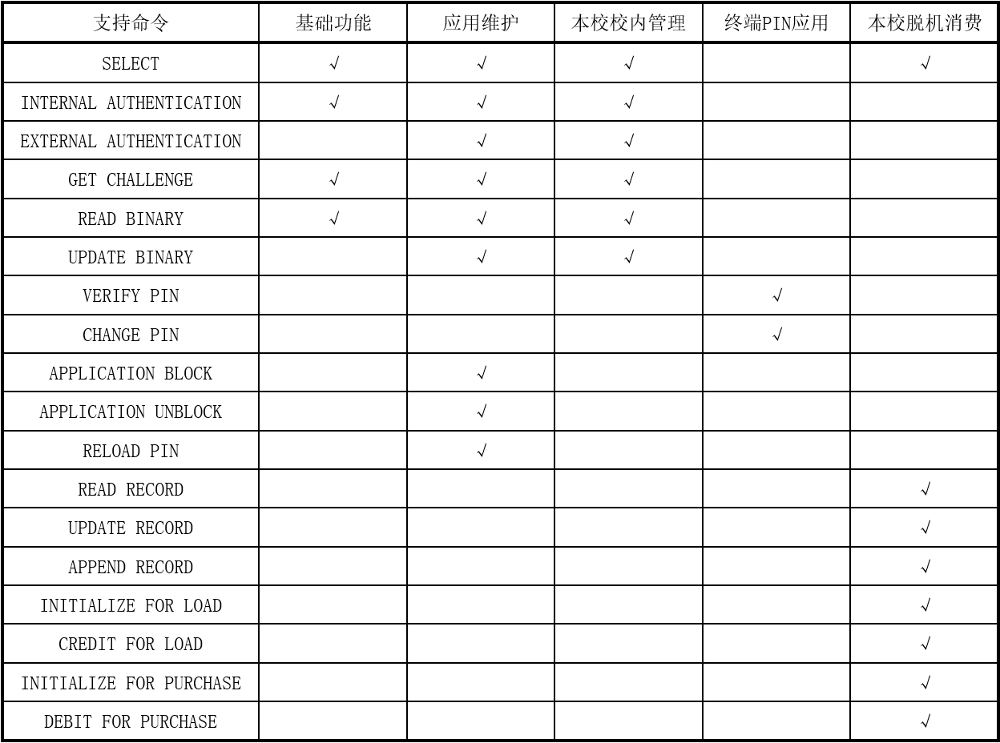 支持命令 基础功能 应用维护 本校校内管理 终端PIN应用 本校脱机消费
SELECT √ √ √ √
INTERNAL AUTHENTICATION √ √ √
EXTERNAL AUTHENTICATION √ √
GET CHALLENGE √ √ √
READ BINARY √ √ √
UPDATE BINARY √ √
VERIFY PIN √
CHANGE PIN √
APPLICATION BLOCK √
APPLICATION UNBLOCK √
RELOAD PIN √
READ RECORD √
UPDATE RECORD √
APPEND RECORD √
INITIALIZE FOR LOAD √
CREDIT FOR LOAD √
INITIALIZE FOR PURCHASE √
DEBIT FOR PURCHASE √